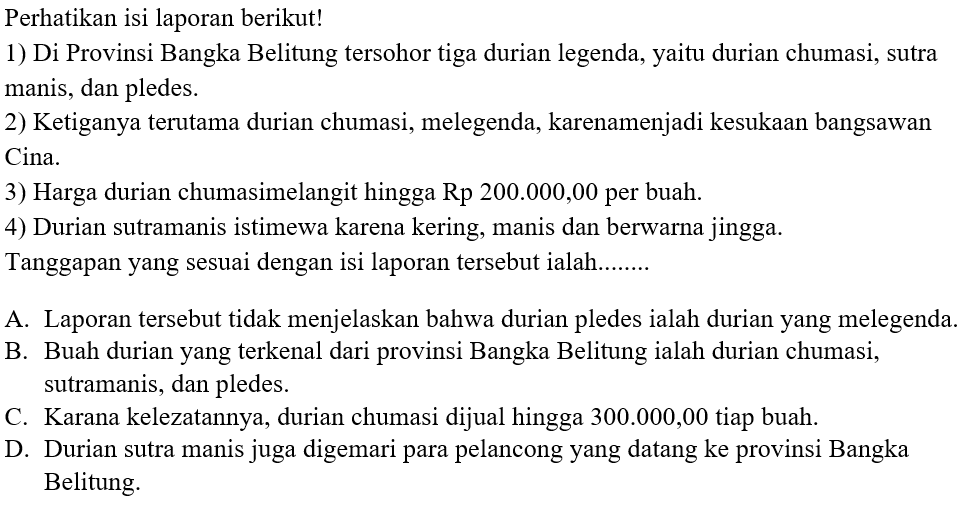 Perhatikan isi laporan berikut!
1) Di Provinsi Bangka Belitung tersohor tiga durian legenda, yaitu durian chumasi, sutra
manis, dan pledes.
2) Ketiganya terutama durian chumasi, melegenda, karenamenjadi kesukaan bangsawan
Cina.
3) Harga durian chumasimelangit hingga Rp 200.000,00 per buah.
4) Durian sutramanis istimewa karena kering, manis dan berwarna jingga.
Tanggapan yang sesuai dengan isi laporan tersebut ialah........
A. Laporan tersebut tidak menjelaskan bahwa durian pledes ialah durian yang melegenda.
B. Buah durian yang terkenal dari provinsi Bangka Belitung ialah durian chumasi,
sutramanis, dan pledes.
C. Karana kelezatannya, durian chumasi dijual hingga 300.000,00 tiap buah.
D. Durian sutra manis juga digemari para pelancong yang datang ke provinsi Bangka
Belitung.